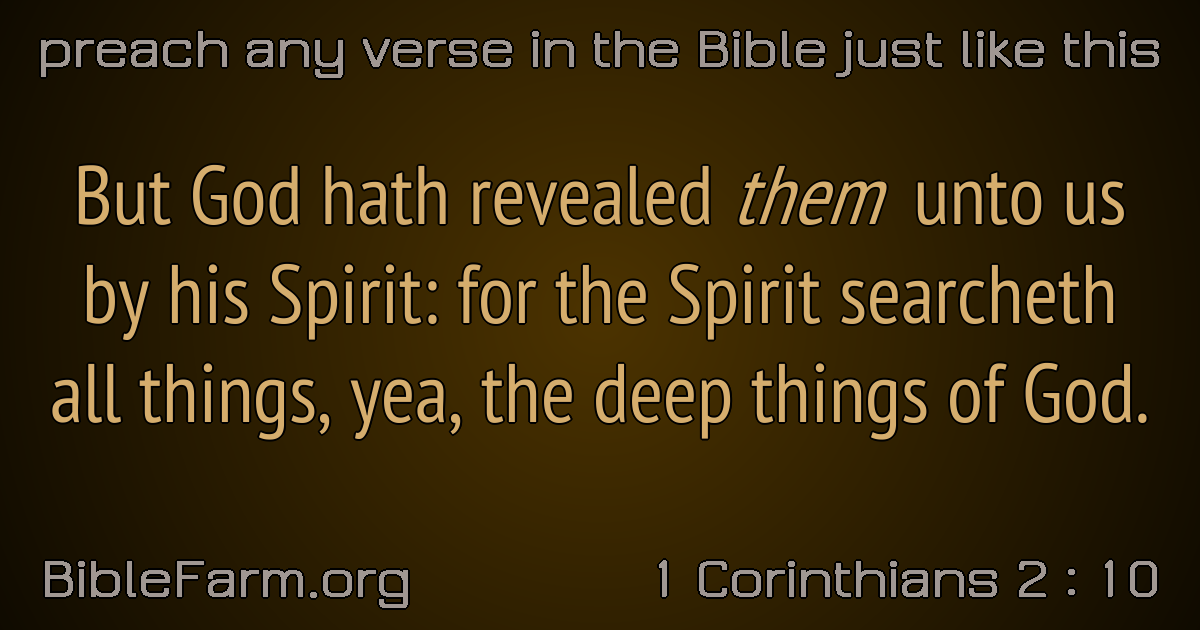 preach any verse in the Bible just like this
But God hath revealed them unto us
by his Spirit: for the Spirit searcheth
all things, yea, the deep things of God.
BibleFarm.org
1 Corinthians 2 : 10